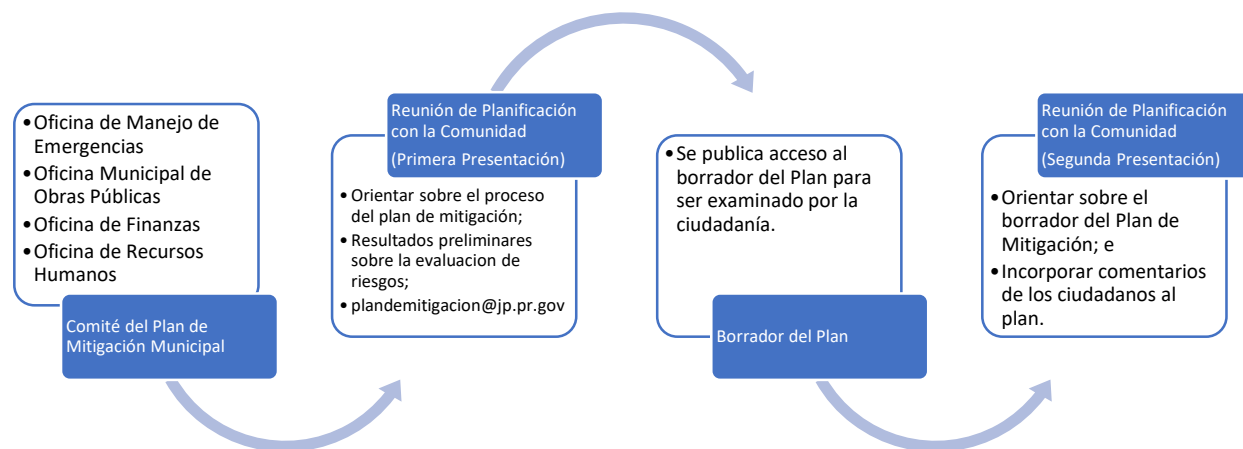 •Oficina de Manejo de
Emergencias
•Oficina Municipal de
Obras Públicas
•Oficina de Finanzas
•Oficina de Recursos
Humanos
Comité del Plan de
Mitigación Municipal
Reunión de Planificación
con la Comunidad
(Primera Presentación)
• Orientar sobre el proceso
del plan de mitigación;
• Resultados preliminares
sobre la evaluacion de
riesgos;
• plandemitigacion@jp.pr.gov
•Se publica acceso al
borrador del Plan para
ser examinado por la
ciudadanía.
Borrador del Plan
Reunión de Planificación
con la Comunidad
(Segunda Presentación)
•Orientar sobre el
borrador del Plan de
Mitigación; e
•Incorporar comentarios
de los ciudadanos al
plan.